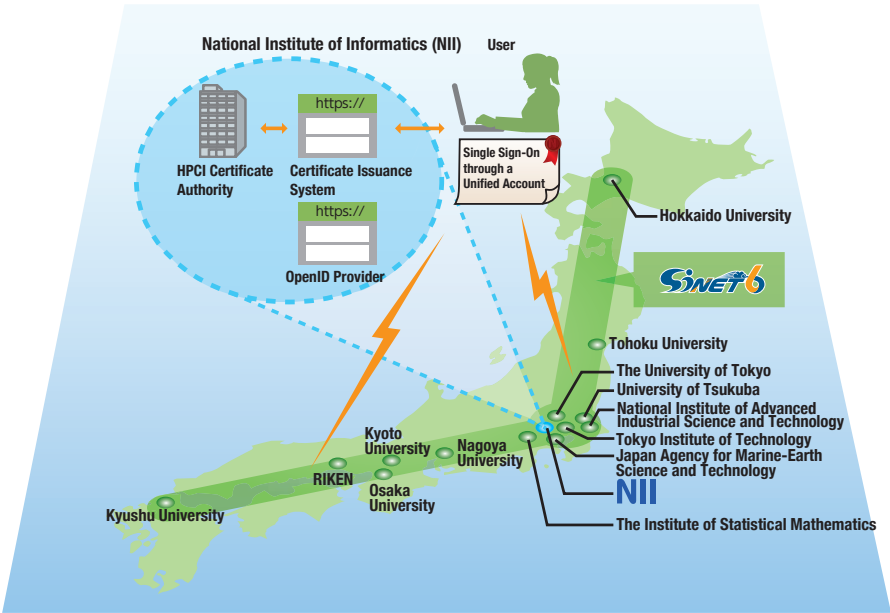 National Institute of Informatics (NII)
User
https://
HPCI Certificate
Authority
Certificate Issuance
System
https://
OpenID Provider
Single Sign-On
through a
Unified Account
Hokkaido University
SINET6
Tohoku University
The University of Tokyo
University of Tsukuba
National Institute of Advanced
Industrial Science and Technology
Tokyo Institute of Technology
Japan Agency for Marine-Earth
Science and Technology
NII
The Institute of Statistical Mathematics
Kyoto
University
Nagoya
University
RIKEN
Osaka
University
Kyushu University